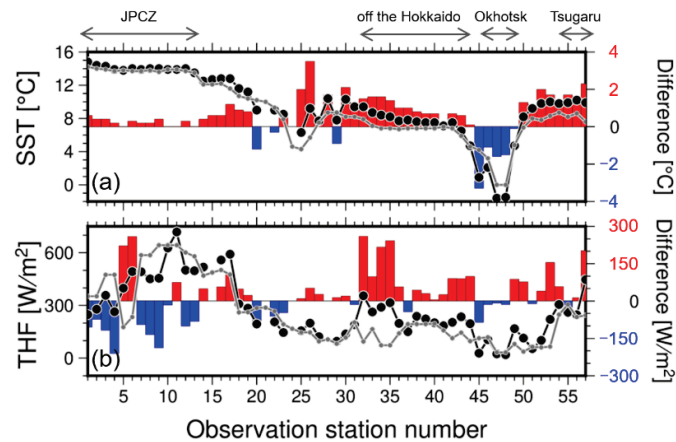 JPCZ off the Hokkaido Okhotsk Tsugaru
16 4
12 2
8 0
4 −2
0 −4
SST [°C]
Difference [°C]
(a)
600 300
300 150
0 0
−150
−300
THF [W/m²]
Difference [W/m²]
(b)
5 10 15 20 25 30 35 40 45 50 55
Observation station number